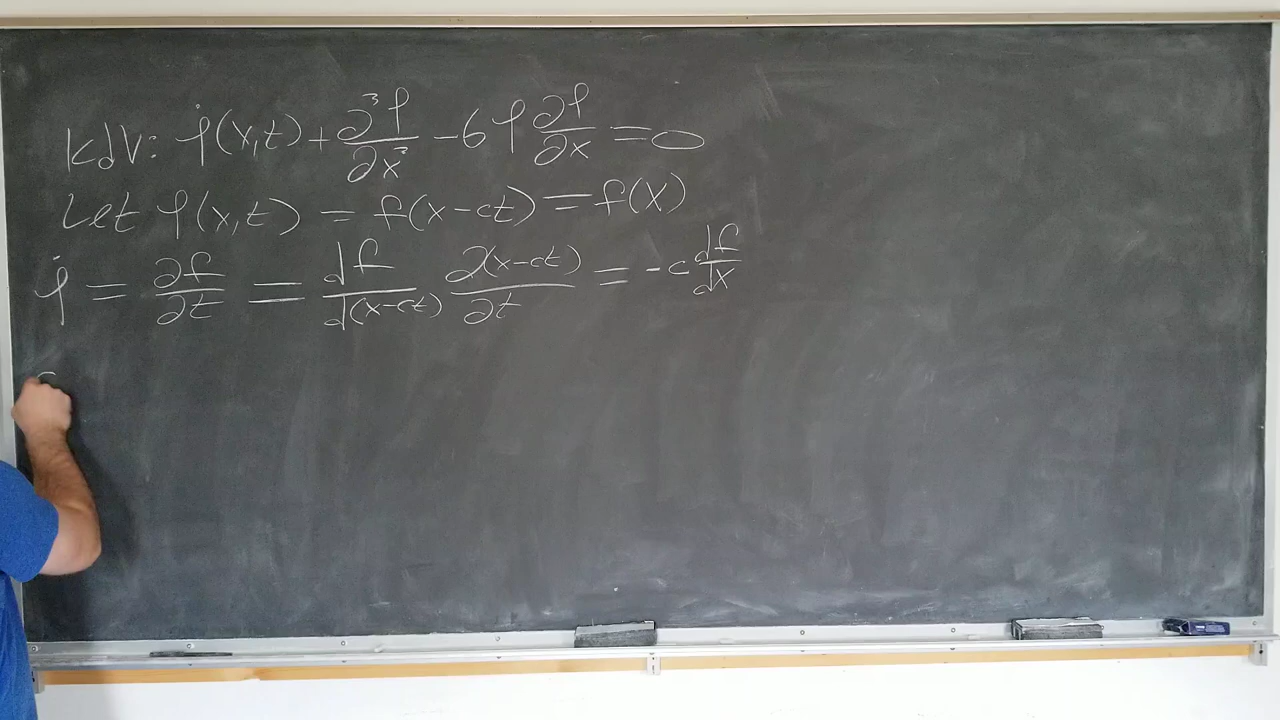 KdV: φ̇(x,t) + ∂³φ/∂x³ − 6φ ∂φ/∂x = 0
Let φ(x,t) = f(x−ct) = f(X)
φ̇ = ∂f/∂t = df/d(x−ct) ∂(x−ct)/∂t = −c df/dX